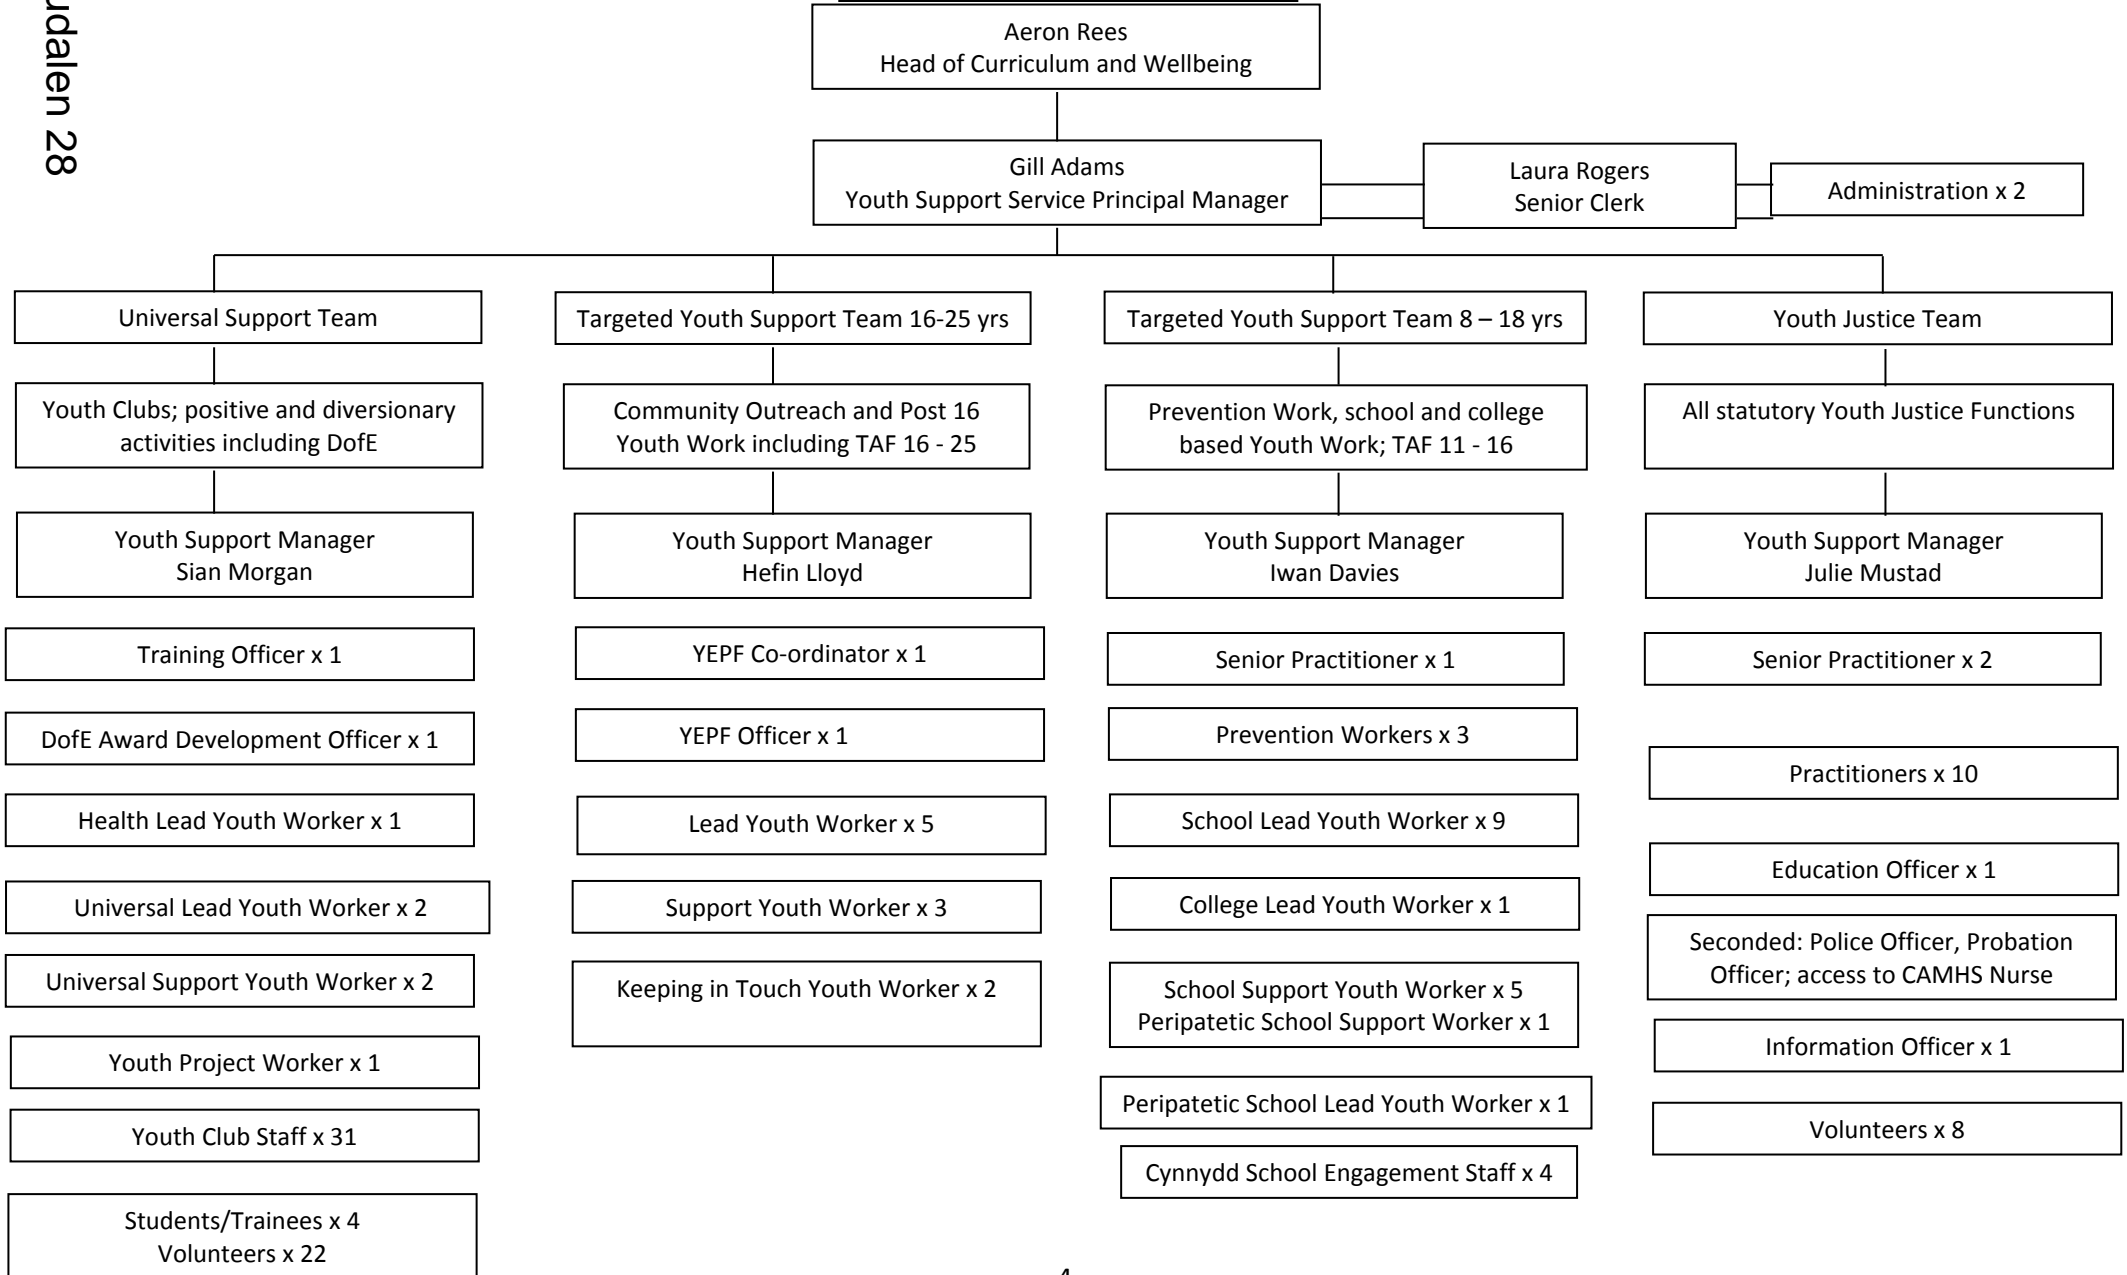 Aeron Rees
Head of Curriculum and Wellbeing
Gill Adams
Youth Support Service Principal Manager
Laura Rogers
Senior Clerk
Administration x 2
Universal Support Team
Youth Clubs; positive and diversionary
activities including DofE
Youth Support Manager
Sian Morgan
Training Officer x 1
DofE Award Development Officer x 1
Health Lead Youth Worker x 1
Universal Lead Youth Worker x 2
Universal Support Youth Worker x 2
Youth Project Worker x 1
Youth Club Staff x 31
Students/Trainees x 4
Volunteers x 22
Targeted Youth Support Team 16-25 yrs
Community Outreach and Post 16
Youth Work including TAF 16 - 25
Youth Support Manager
Hefin Lloyd
YEPF Co-ordinator x 1
YEPF Officer x 1
Lead Youth Worker x 5
Support Youth Worker x 3
Keeping in Touch Youth Worker x 2
Targeted Youth Support Team 8 – 18 yrs
Prevention Work, school and college
based Youth Work; TAF 11 - 16
Youth Support Manager
Iwan Davies
Senior Practitioner x 1
Prevention Workers x 3
School Lead Youth Worker x 9
College Lead Youth Worker x 1
School Support Youth Worker x 5
Peripatetic School Support Worker x 1
Peripatetic School Lead Youth Worker x 1
Cynnydd School Engagement Staff x 4
Youth Justice Team
All statutory Youth Justice Functions
Youth Support Manager
Julie Mustad
Senior Practitioner x 2
Practitioners x 10
Education Officer x 1
Seconded: Police Officer, Probation
Officer; access to CAMHS Nurse
Information Officer x 1
Volunteers x 8
udalen 28